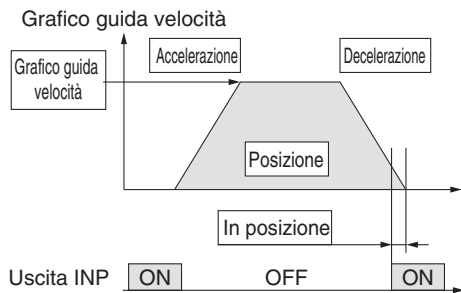 Grafico guida velocità
Accelerazione
Decelerazione
Grafico guida
velocità
Posizione
In posizione
Uscita INP
ON
OFF
ON